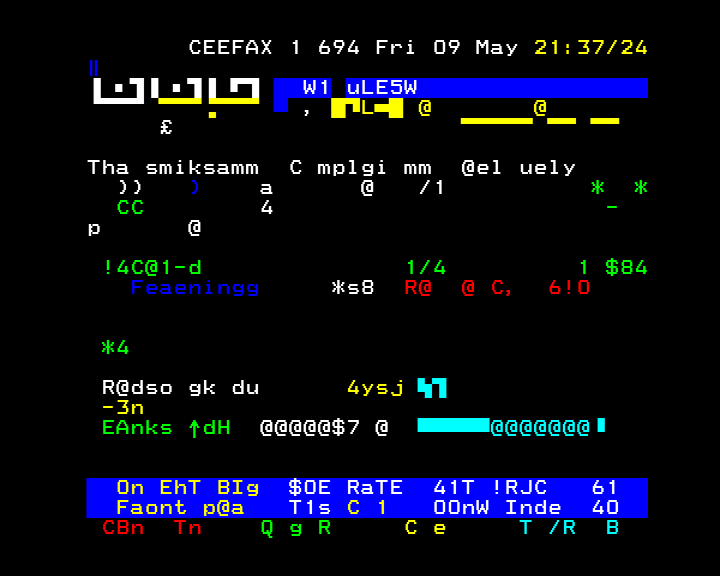 CEEFAX 1 694 Fri 09 May 21:37/24
W1 uLE5W
, L @ @
£
Tha smiksamm C mplgi mm @el uely
)) ) a @ /1 * *
CC 4 -
p @
!4C@1-d 1/4 1 $84
Feaeningg *s8 R@ @ C, 6!O
*4
R@dso gk du 4ysj
-3n
EAnks ↑dH @@@@@$7 @ @@@@@@@
On EhT BIg $OE RaTE 41T !RJC 61
Faont p@a T1s C 1 OOnW Inde 40
CBn Tn Q g R C e T /R B